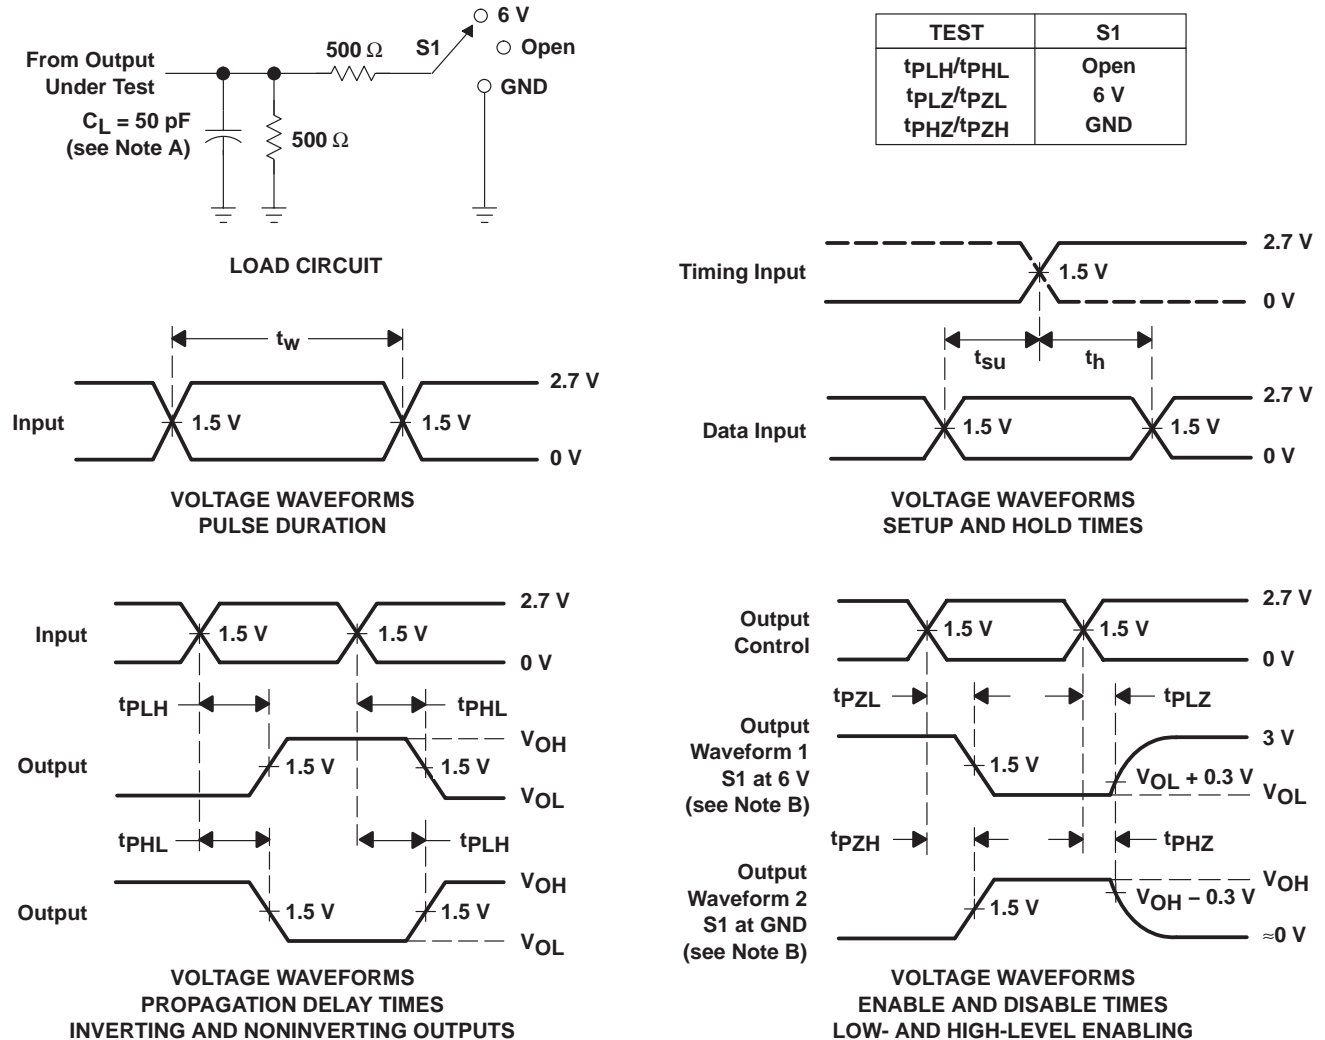 6 V
500 Ω
S1
Open
From Output
Under Test
GND
CL = 50 pF
(see Note A)
500 Ω
LOAD CIRCUIT
TEST S1
tPLH/tPHL Open
tPLZ/tPZL 6 V
tPHZ/tPZH GND
Timing Input
2.7 V
1.5 V
0 V
tsu
th
Data Input
2.7 V
1.5 V
1.5 V
0 V
VOLTAGE WAVEFORMS
SETUP AND HOLD TIMES
tw
Input
2.7 V
1.5 V
1.5 V
0 V
VOLTAGE WAVEFORMS
PULSE DURATION
Input
2.7 V
1.5 V
1.5 V
0 V
tPLH
tPHL
Output
VOH
1.5 V
1.5 V
VOL
tPHL
tPLH
Output
VOH
1.5 V
1.5 V
VOL
VOLTAGE WAVEFORMS
PROPAGATION DELAY TIMES
INVERTING AND NONINVERTING OUTPUTS
Output
Control
2.7 V
1.5 V
1.5 V
0 V
tPZL
tPLZ
Output
Waveform 1
S1 at 6 V
(see Note B)
3 V
1.5 V
VOL + 0.3 V
VOL
tPZH
tPHZ
Output
Waveform 2
S1 at GND
(see Note B)
VOH
1.5 V
VOH − 0.3 V
≈0 V
VOLTAGE WAVEFORMS
ENABLE AND DISABLE TIMES
LOW- AND HIGH-LEVEL ENABLING